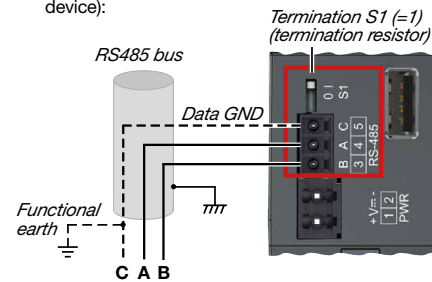 device):
Termination S1 (=1)
(termination resistor)
RS485 bus
Data GND
0 I
S1
B A C
3 4 5
RS-485
+V⎓-
1 2
PWR
Functional
earth
C A B